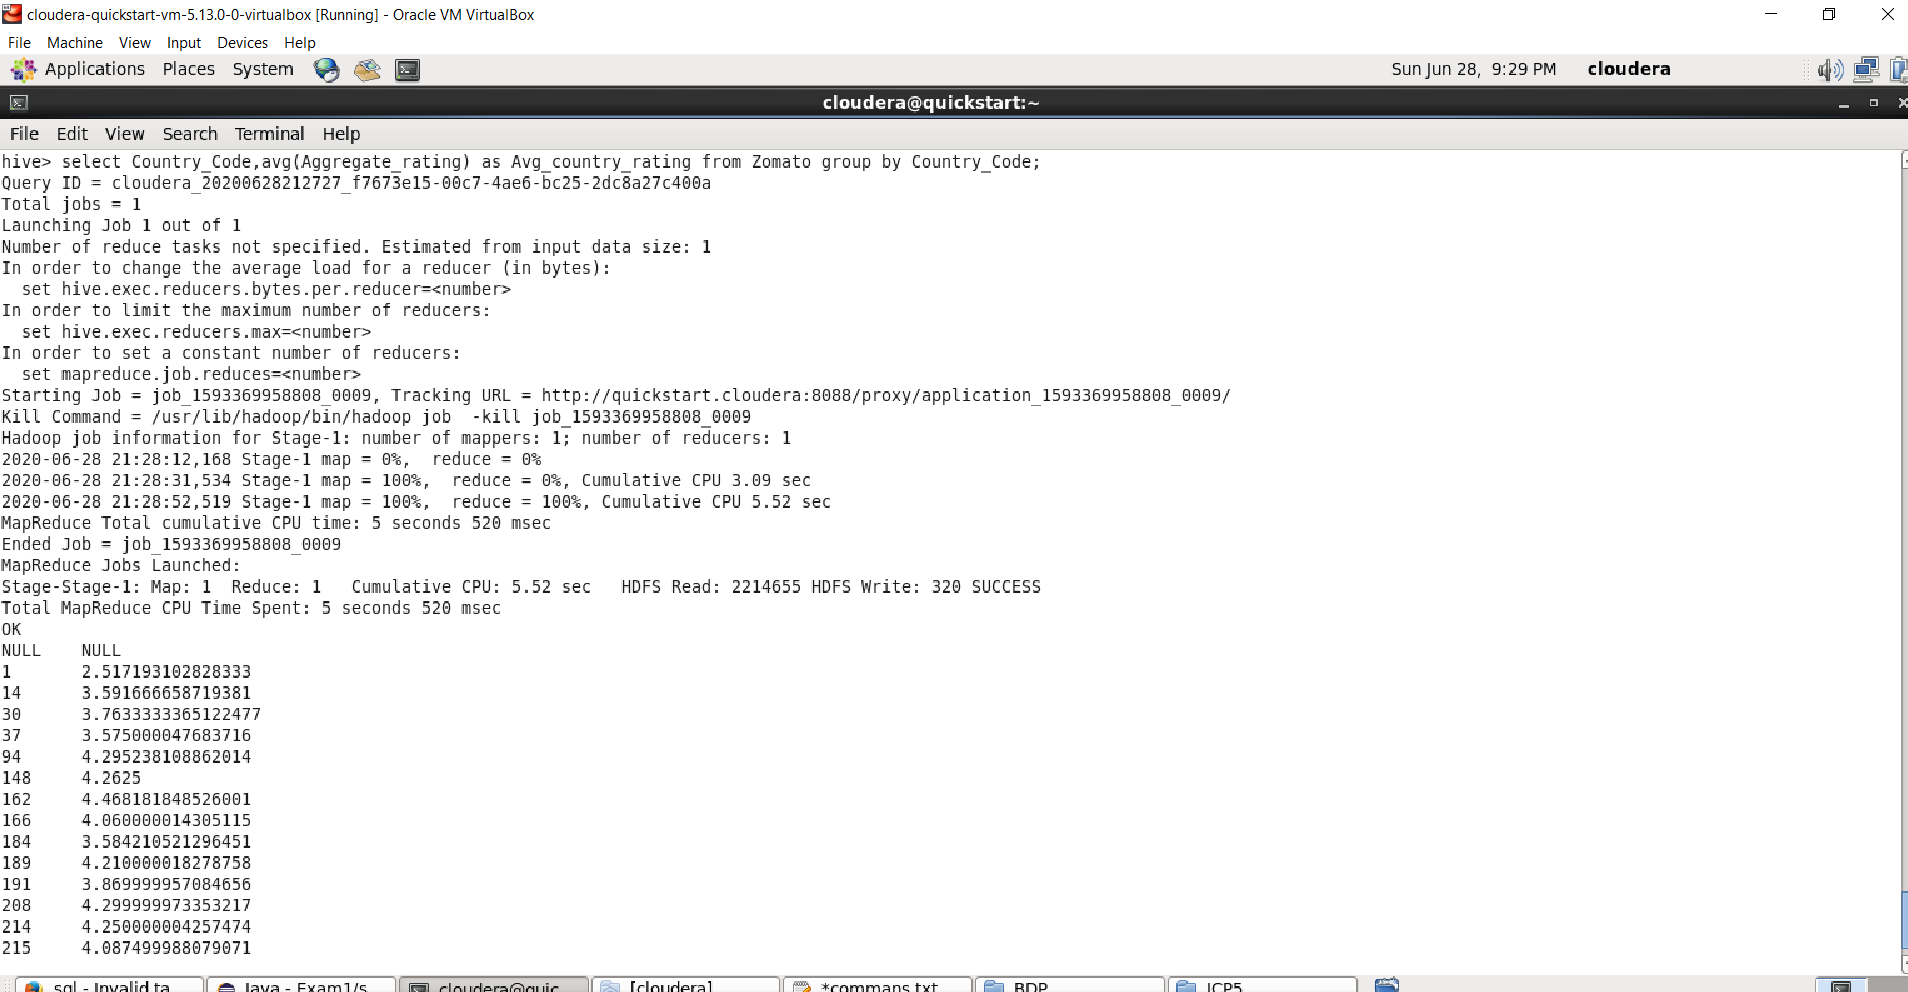 cloudera-quickstart-vm-5.13.0-0-virtualbox [Running] - Oracle VM VirtualBox
File Machine View Input Devices Help
Applications Places System Sun Jun 28, 9:29 PM cloudera
cloudera@quickstart:~
File Edit View Search Terminal Help
hive> select Country_Code,avg(Aggregate_rating) as Avg_country_rating from Zomato group by Country_Code;
Query ID = cloudera_20200628212727_f7673e15-00c7-4ae6-bc25-2dc8a27c400a
Total jobs = 1
Launching Job 1 out of 1
Number of reduce tasks not specified. Estimated from input data size: 1
In order to change the average load for a reducer (in bytes):
  set hive.exec.reducers.bytes.per.reducer=<number>
In order to limit the maximum number of reducers:
  set hive.exec.reducers.max=<number>
In order to set a constant number of reducers:
  set mapreduce.job.reduces=<number>
Starting Job = job_1593369958808_0009, Tracking URL = http://quickstart.cloudera:8088/proxy/application_1593369958808_0009/
Kill Command = /usr/lib/hadoop/bin/hadoop job  -kill job_1593369958808_0009
Hadoop job information for Stage-1: number of mappers: 1; number of reducers: 1
2020-06-28 21:28:12,168 Stage-1 map = 0%,  reduce = 0%
2020-06-28 21:28:31,534 Stage-1 map = 100%,  reduce = 0%, Cumulative CPU 3.09 sec
2020-06-28 21:28:52,519 Stage-1 map = 100%,  reduce = 100%, Cumulative CPU 5.52 sec
MapReduce Total cumulative CPU time: 5 seconds 520 msec
Ended Job = job_1593369958808_0009
MapReduce Jobs Launched:
Stage-Stage-1: Map: 1  Reduce: 1   Cumulative CPU: 5.52 sec   HDFS Read: 2214655 HDFS Write: 320 SUCCESS
Total MapReduce CPU Time Spent: 5 seconds 520 msec
OK
NULL    NULL
1       2.517193102828333
14      3.591666658719381
30      3.7633333365122477
37      3.575000047683716
94      4.295238108862014
148     4.2625
162     4.468181848526001
166     4.060000014305115
184     3.584210521296451
189     4.210000018278758
191     3.869999957084656
208     4.299999973353217
214     4.250000004257474
215     4.087499988079071
sql - Invalid ta Java - Exam1/s cloudera@quic [cloudera] *commans.txt BDP ICP5